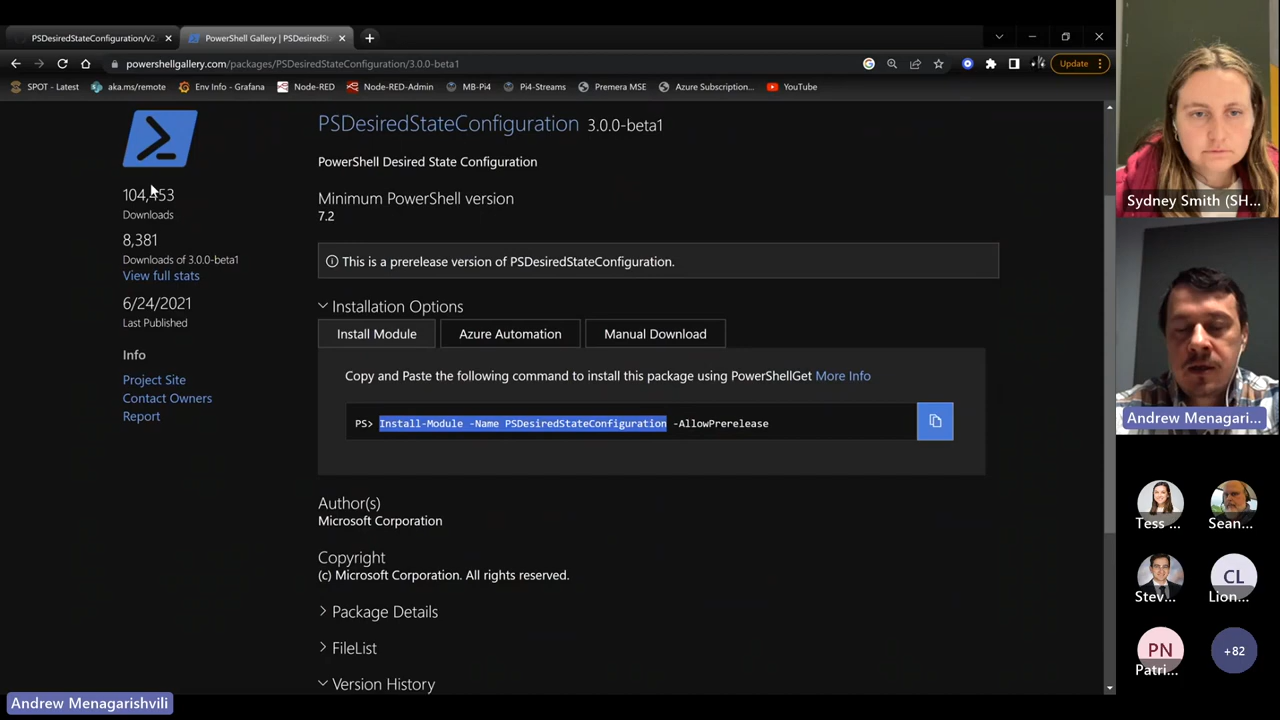 PSDesiredStateConfiguration/v2.
PowerShell Gallery | PSDesiredSt
powershellgallery.com/packages/PSDesiredStateConfiguration/3.0.0-beta1
Update
SPOT - Latest
aka.ms/remote
Env Info - Grafana
Node-RED
Node-RED-Admin
MB-Pi4
Pi4-Streams
Premera MSE
Azure Subscription...
YouTube
PSDesiredStateConfiguration 3.0.0-beta1
PowerShell Desired State Configuration
Minimum PowerShell version
7.2
This is a prerelease version of PSDesiredStateConfiguration.
104,453
Downloads
8,381
Downloads of 3.0.0-beta1
View full stats
6/24/2021
Last Published
Info
Project Site
Contact Owners
Report
Installation Options
Install Module
Azure Automation
Manual Download
Copy and Paste the following command to install this package using PowerShellGet More Info
PS> Install-Module -Name PSDesiredStateConfiguration -AllowPrerelease
Author(s)
Microsoft Corporation
Copyright
(c) Microsoft Corporation. All rights reserved.
Package Details
FileList
Version History
Andrew Menagarishvili
Sydney Smith (SH...
Andrew Menagari...
Tess ...
Sean...
Stev...
CL
Lion...
PN
Patri...
+82